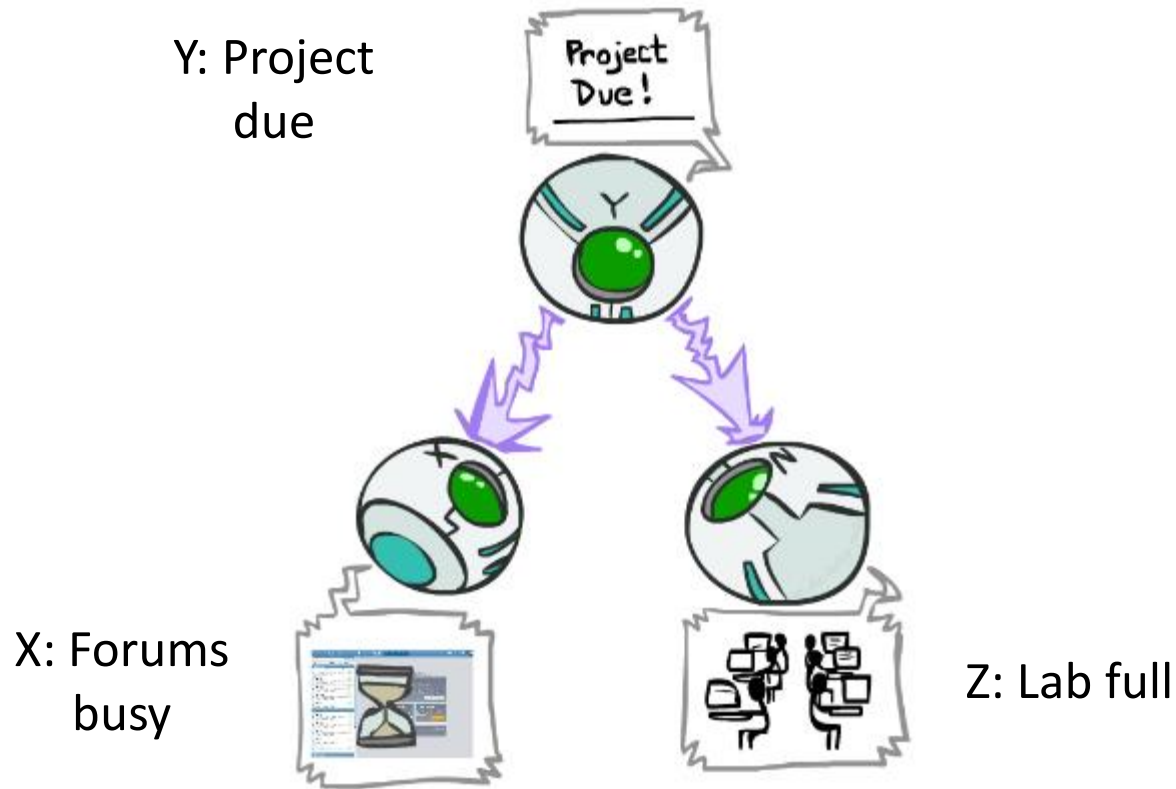 Y: Project
due
Project
Due!
Y
X
Z
X: Forums
busy
Z: Lab full